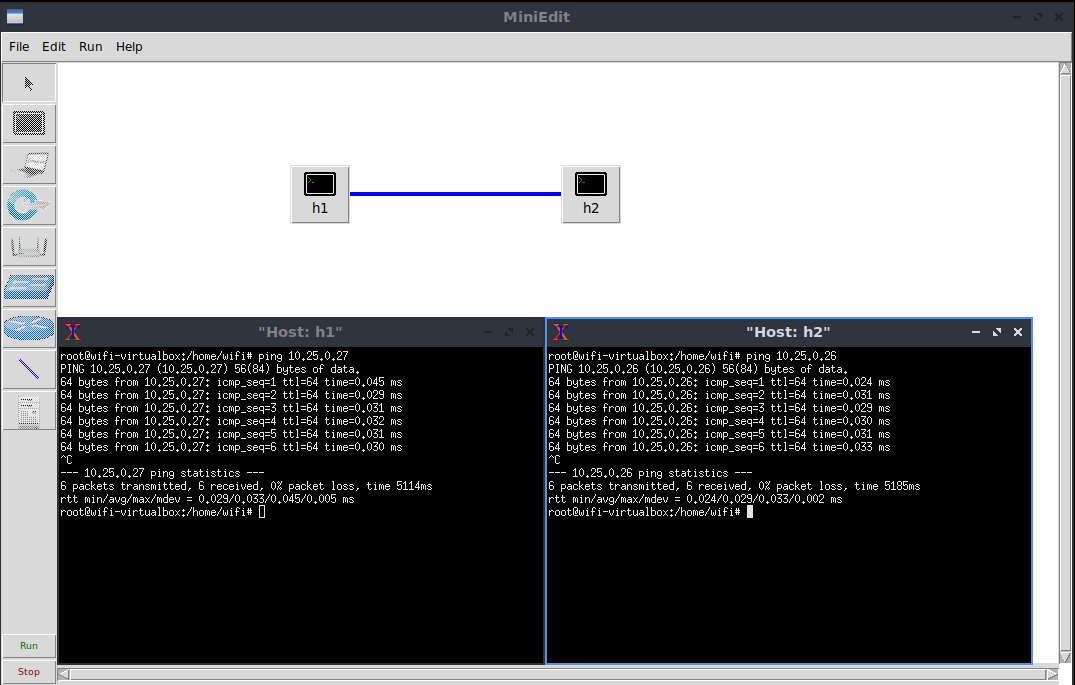 MiniEdit
File Edit Run Help
h1
h2
"Host: h1"
root@wifi-virtualbox:/home/wifi# ping 10.25.0.27
PING 10.25.0.27 (10.25.0.27) 56(84) bytes of data.
64 bytes from 10.25.0.27: icmp_seq=1 ttl=64 time=0.045 ms
64 bytes from 10.25.0.27: icmp_seq=2 ttl=64 time=0.029 ms
64 bytes from 10.25.0.27: icmp_seq=3 ttl=64 time=0.031 ms
64 bytes from 10.25.0.27: icmp_seq=4 ttl=64 time=0.032 ms
64 bytes from 10.25.0.27: icmp_seq=5 ttl=64 time=0.031 ms
64 bytes from 10.25.0.27: icmp_seq=6 ttl=64 time=0.030 ms
^C
--- 10.25.0.27 ping statistics ---
6 packets transmitted, 6 received, 0% packet loss, time 5114ms
rtt min/avg/max/mdev = 0.029/0.033/0.045/0.005 ms
root@wifi-virtualbox:/home/wifi#
"Host: h2"
root@wifi-virtualbox:/home/wifi# ping 10.25.0.26
PING 10.25.0.26 (10.25.0.26) 56(84) bytes of data.
64 bytes from 10.25.0.26: icmp_seq=1 ttl=64 time=0.024 ms
64 bytes from 10.25.0.26: icmp_seq=2 ttl=64 time=0.031 ms
64 bytes from 10.25.0.26: icmp_seq=3 ttl=64 time=0.029 ms
64 bytes from 10.25.0.26: icmp_seq=4 ttl=64 time=0.030 ms
64 bytes from 10.25.0.26: icmp_seq=5 ttl=64 time=0.031 ms
64 bytes from 10.25.0.26: icmp_seq=6 ttl=64 time=0.033 ms
^C
--- 10.25.0.26 ping statistics ---
6 packets transmitted, 6 received, 0% packet loss, time 5185ms
rtt min/avg/max/mdev = 0.024/0.029/0.033/0.002 ms
root@wifi-virtualbox:/home/wifi#
Run
Stop